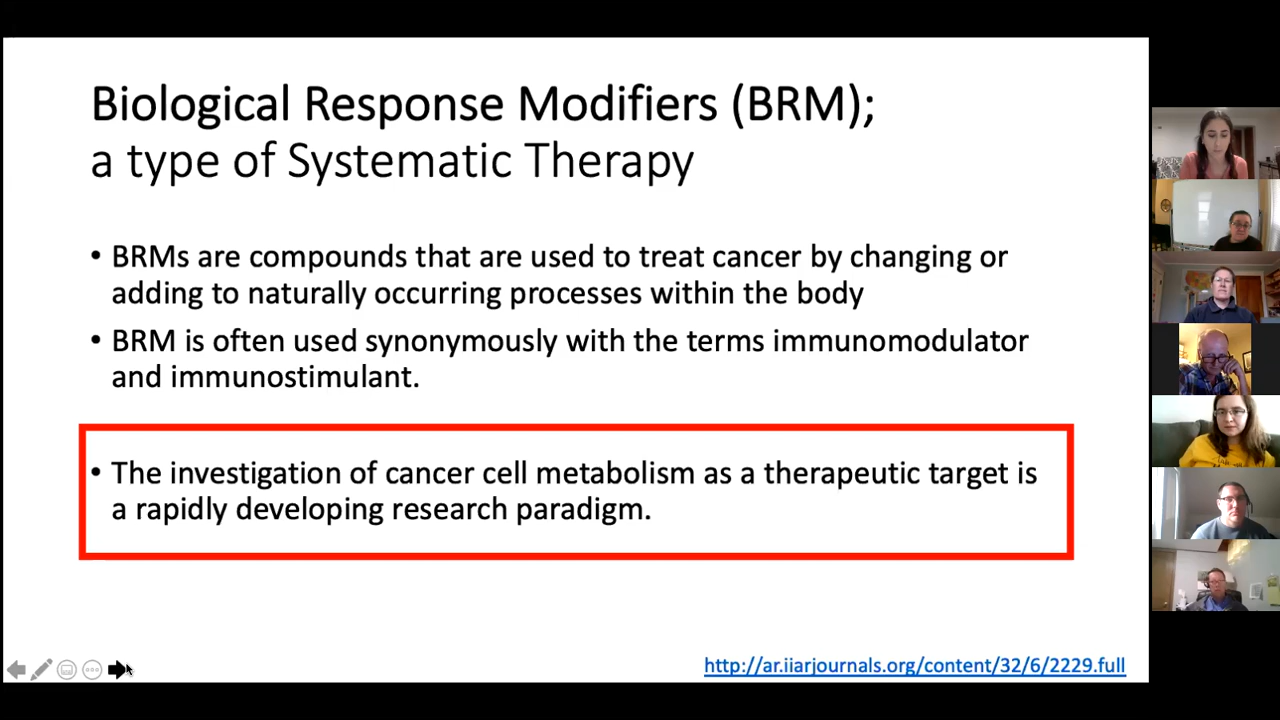 Biological Response Modifiers (BRM);
a type of Systematic Therapy
• BRMs are compounds that are used to treat cancer by changing or
adding to naturally occurring processes within the body
• BRM is often used synonymously with the terms immunomodulator
and immunostimulant.
• The investigation of cancer cell metabolism as a therapeutic target is
a rapidly developing research paradigm.
http://ar.iiarjournals.org/content/32/6/2229.full